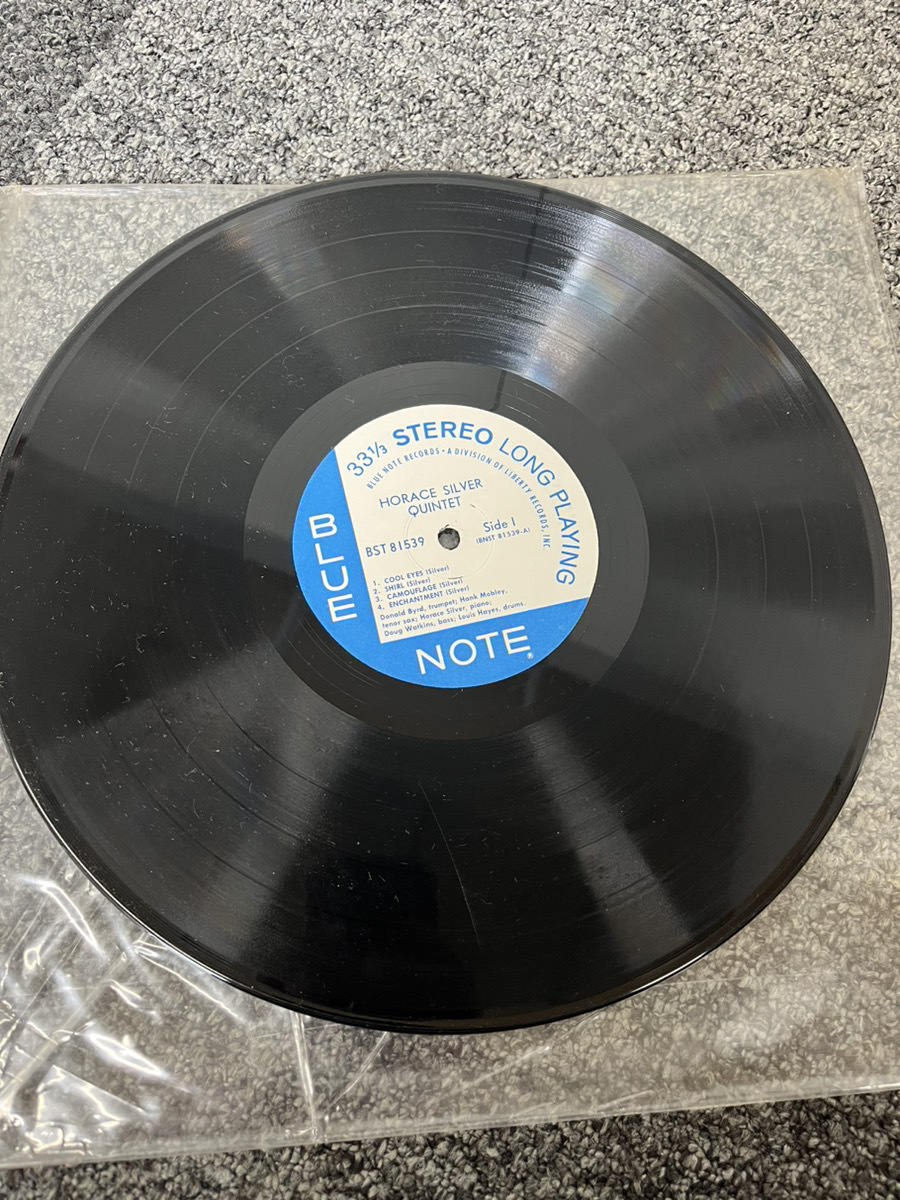 33⅓ STEREO LONG PLAYING
BLUE NOTE RECORDS • A DIVISION OF LIBERTY RECORDS, INC
HORACE SILVER
QUINTET
BST 81539
Side 1
(BNST 81539-A)
1. COOL EYES (Silver)
2. SHIRL (Silver)
3. CAMOUFLAGE (Silver)
4. ENCHANTMENT (Silver)
Donald Byrd, trumpet; Hank Mobley,
tenor sax; Horace Silver, piano;
Doug Watkins, bass; Louis Hayes, drums.
BLUE
NOTE®